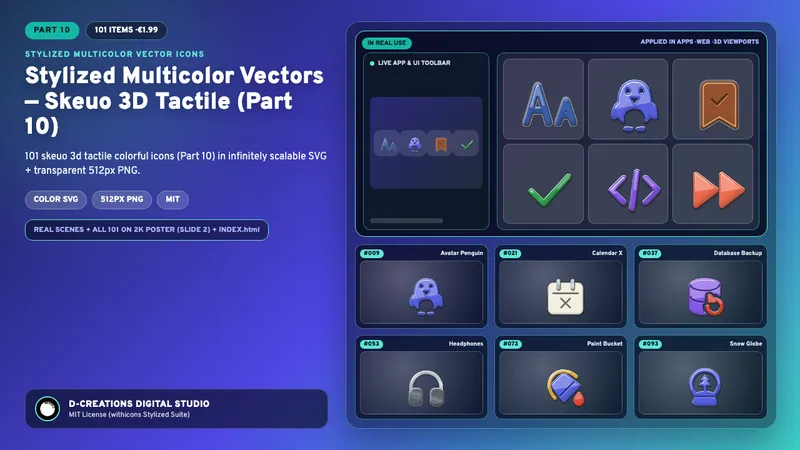 PART 10
101 ITEMS ·€1.99
STYLIZED MULTICOLOR VECTOR ICONS
Stylized Multicolor Vectors
— Skeuo 3D Tactile (Part
10)
101 skeuo 3d tactile colorful icons (Part 10) in infinitely scalable SVG
+ transparent 512px PNG.
COLOR SVG
512PX PNG
MIT
REAL SCENES + ALL 101 ON 2K POSTER (SLIDE 2) + INDEX.html
D-CREATIONS DIGITAL STUDIO
MIT License (withicons Stylized Suite)
IN REAL USE
APPLIED IN APPS ·WEB ·3D VIEWPORTS
LIVE APP & UI TOOLBAR
AA
AA
#009
Avatar Penguin
#021
Calendar X
#037
Database Backup
#053
Headphones
#073
Paint Bucket
#093
Snow Globe